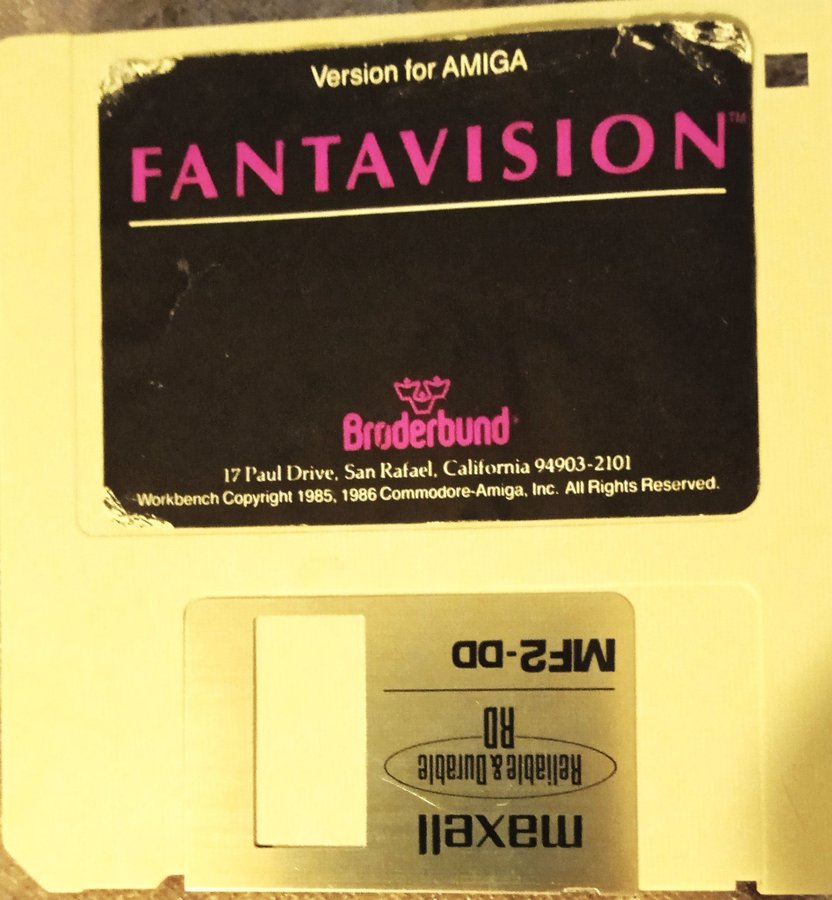 Version for AMIGA
FANTAVISION™
Brøderbund
17 Paul Drive, San Rafael, California 94903-2101
Workbench Copyright 1985, 1986 Commodore-Amiga, Inc. All Rights Reserved.
maxell
Reliable & Durable
RD
MF2-DD